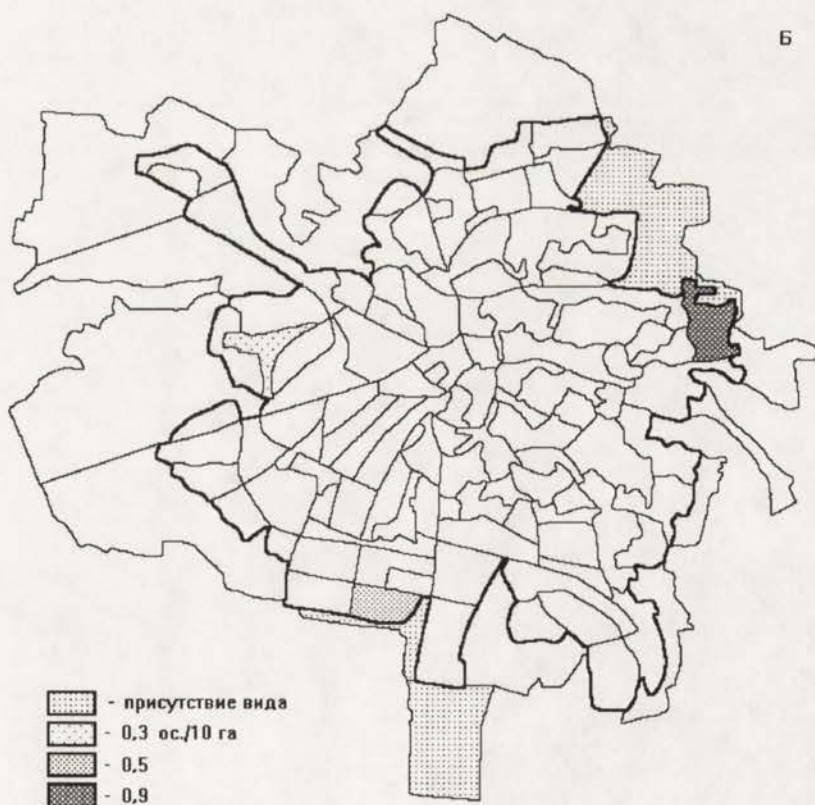 Б
- присутствие вида
- 0,3 ос./10 га
- 0,5
- 0,9